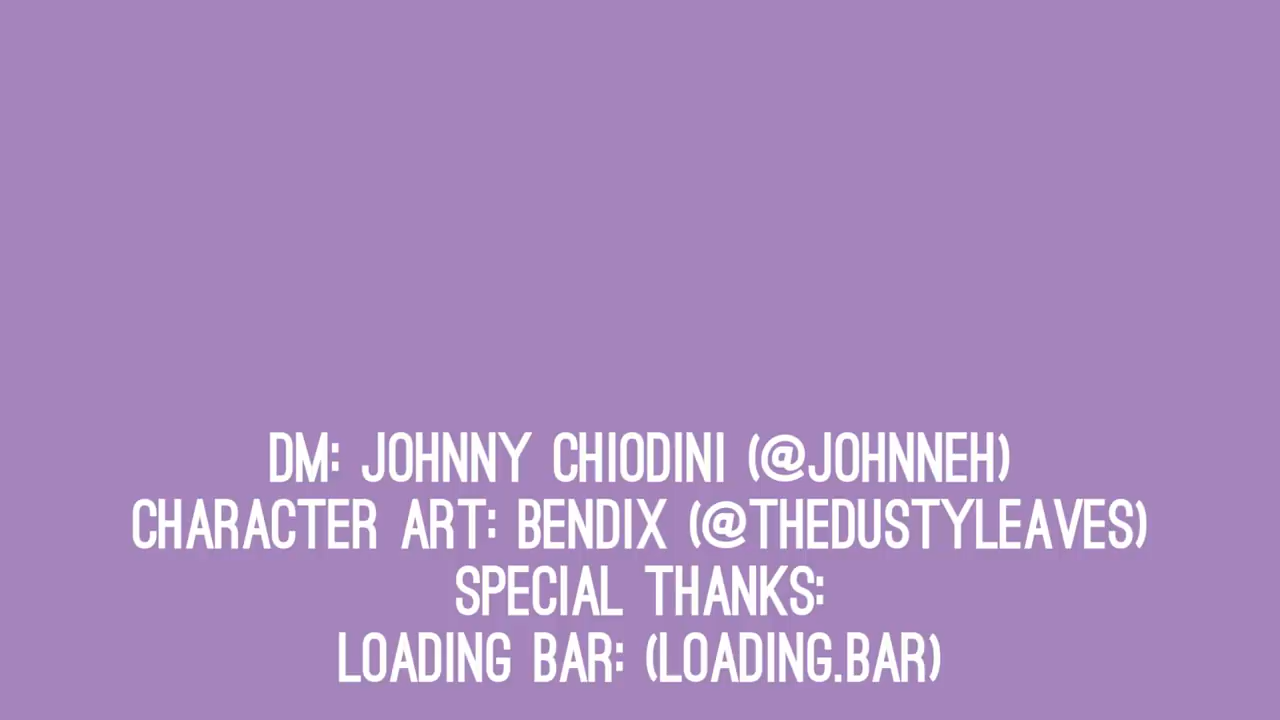 DM: JOHNNY CHIODINI (@JOHNNEH)
CHARACTER ART: BENDIX (@THEDUSTYLEAVES)
SPECIAL THANKS:
LOADING BAR: (LOADING.BAR)